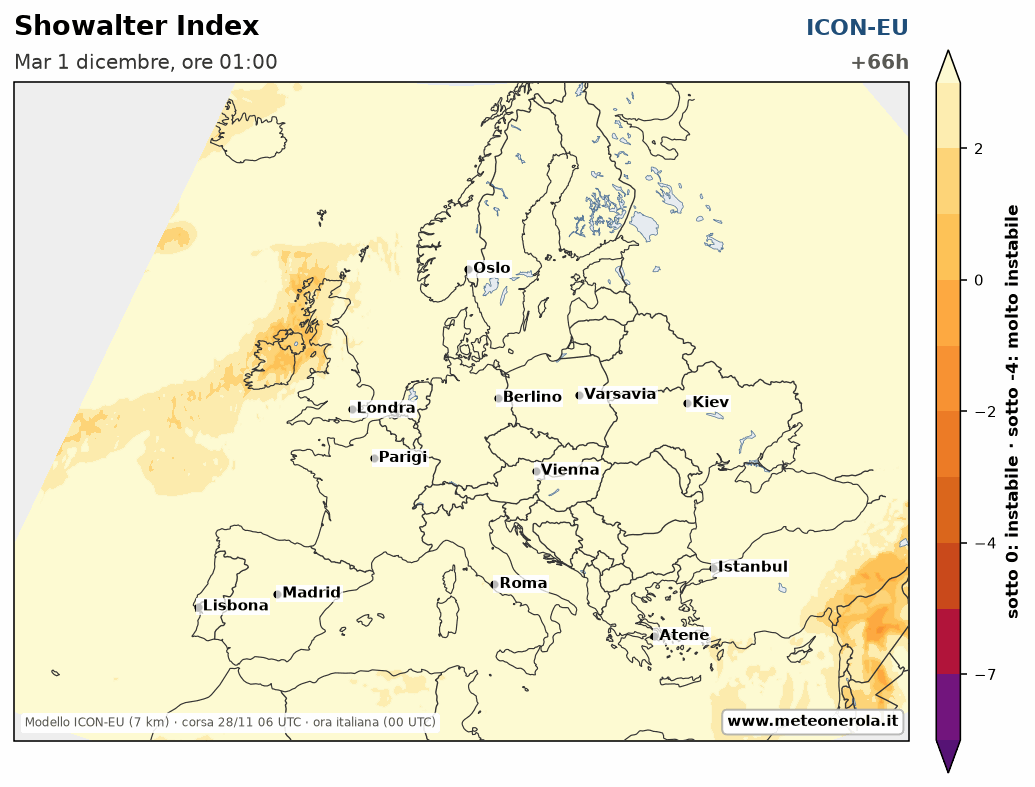 Showalter Index
ICON-EU
Mar 1 dicembre, ore 01:00
+66h
Oslo
Berlino
Varsavia
Kiev
Londra
Parigi
Vienna
Istanbul
Roma
Madrid
Lisbona
Atene
Modello ICON-EU (7 km) · corsa 28/11 06 UTC · ora italiana (00 UTC)
www.meteonerola.it
2
0
−2
−4
−7
sotto 0: instabile · sotto -4: molto instabile